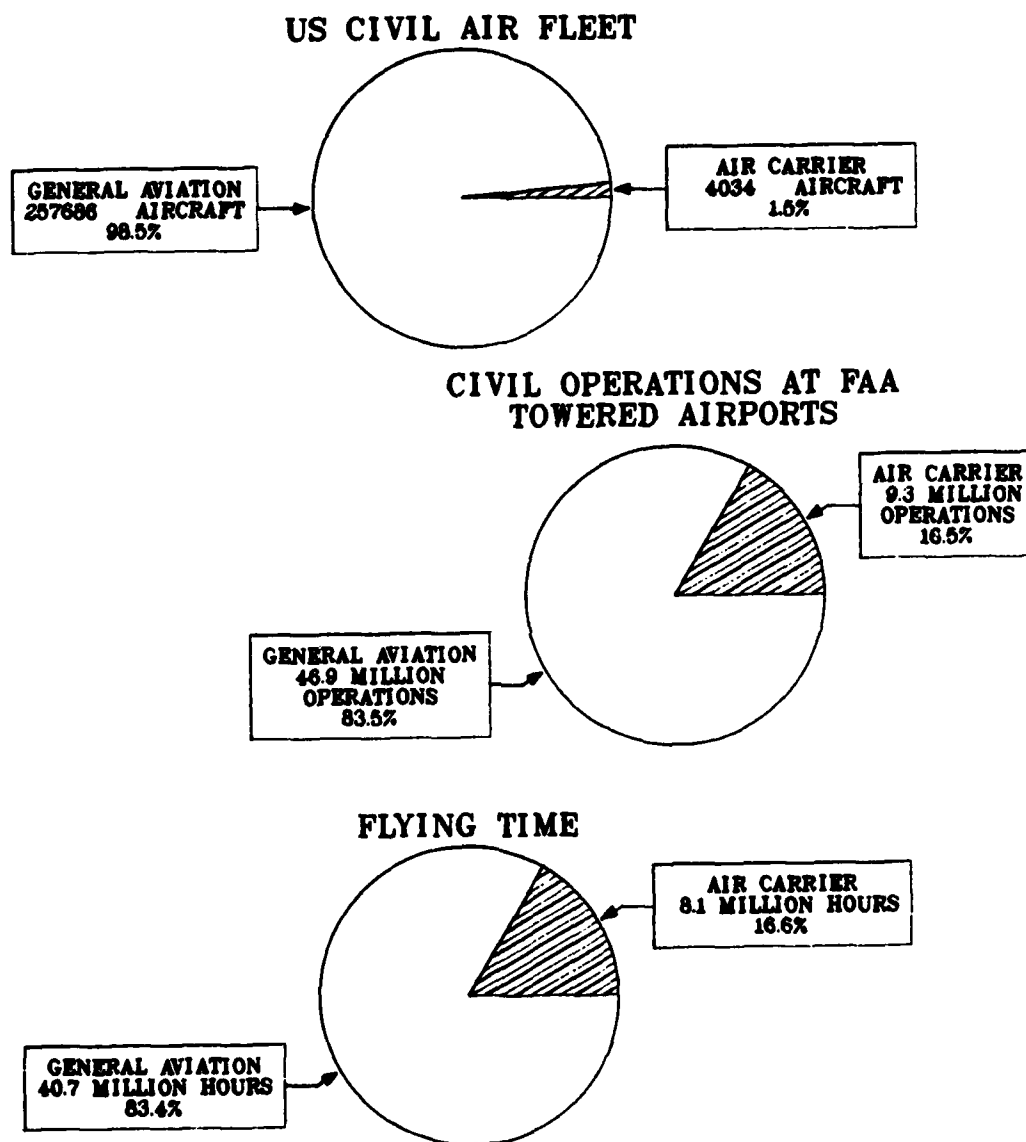 US CIVIL AIR FLEET
GENERAL AVIATION
257686 AIRCRAFT
98.5%
AIR CARRIER
4034 AIRCRAFT
1.5%
CIVIL OPERATIONS AT FAA
TOWERED AIRPORTS
AIR CARRIER
9.3 MILLION
OPERATIONS
16.5%
GENERAL AVIATION
46.9 MILLION
OPERATIONS
83.5%
FLYING TIME
AIR CARRIER
8.1 MILLION HOURS
16.6%
GENERAL AVIATION
40.7 MILLION HOURS
83.4%